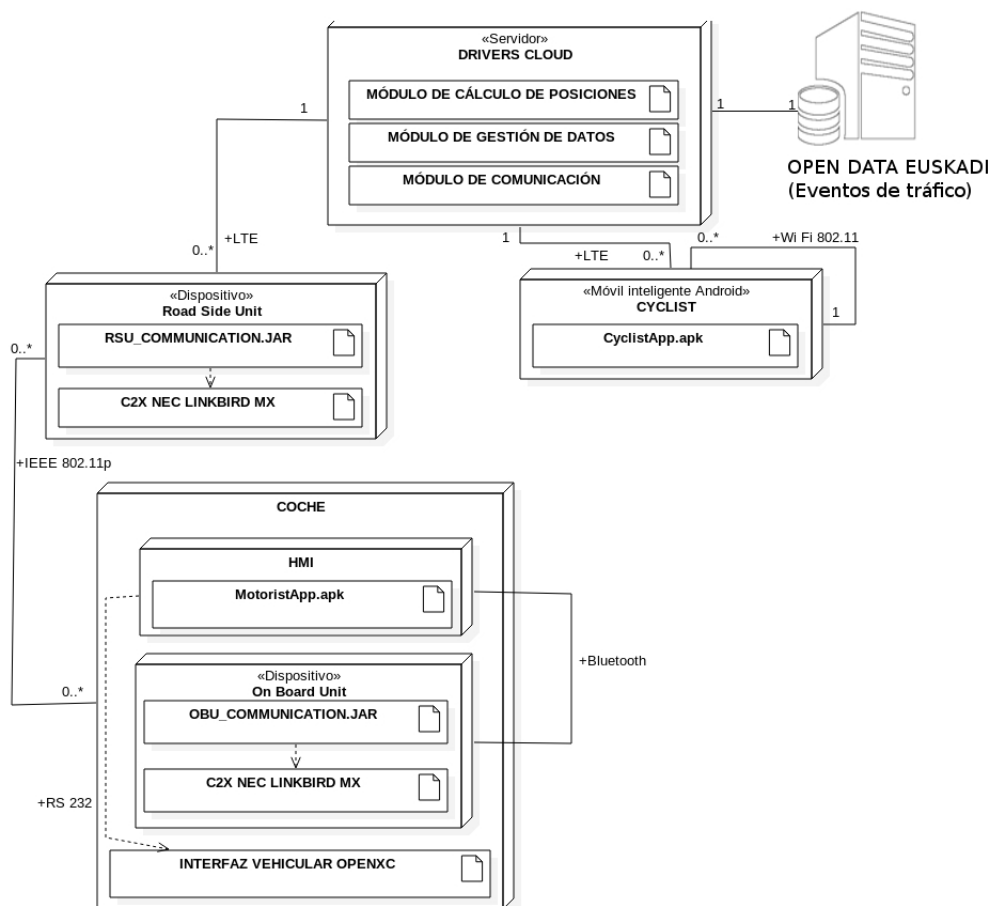 «Servidor»
DRIVERS CLOUD
MÓDULO DE CÁLCULO DE POSICIONES
MÓDULO DE GESTIÓN DE DATOS
MÓDULO DE COMUNICACIÓN
1
1
1
OPEN DATA EUSKADI
(Eventos de tráfico)
0..*
+LTE
1
+LTE
0..*
0..*
+Wi Fi 802.11
1
«Dispositivo»
Road Side Unit
RSU_COMMUNICATION.JAR
C2X NEC LINKBIRD MX
«Móvil inteligente Android»
CYCLIST
CyclistApp.apk
0..*
+IEEE 802.11p
0..*
COCHE
HMI
MotoristApp.apk
+Bluetooth
«Dispositivo»
On Board Unit
OBU_COMMUNICATION.JAR
C2X NEC LINKBIRD MX
+RS 232
INTERFAZ VEHICULAR OPENXC